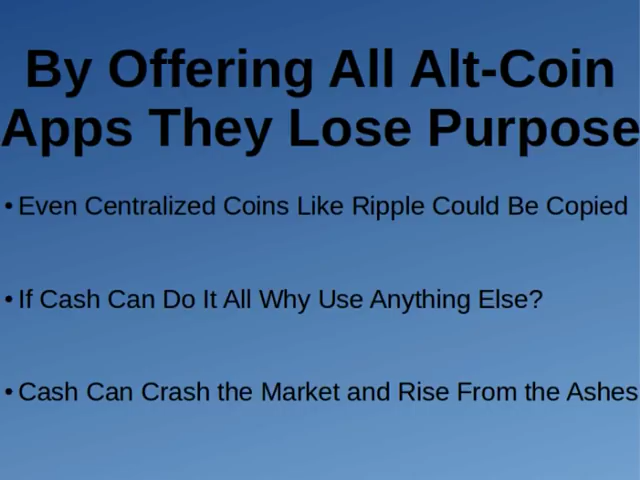 By Offering All Alt-Coin
Apps They Lose Purpose
• Even Centralized Coins Like Ripple Could Be Copied
• If Cash Can Do It All Why Use Anything Else?
• Cash Can Crash the Market and Rise From the Ashes